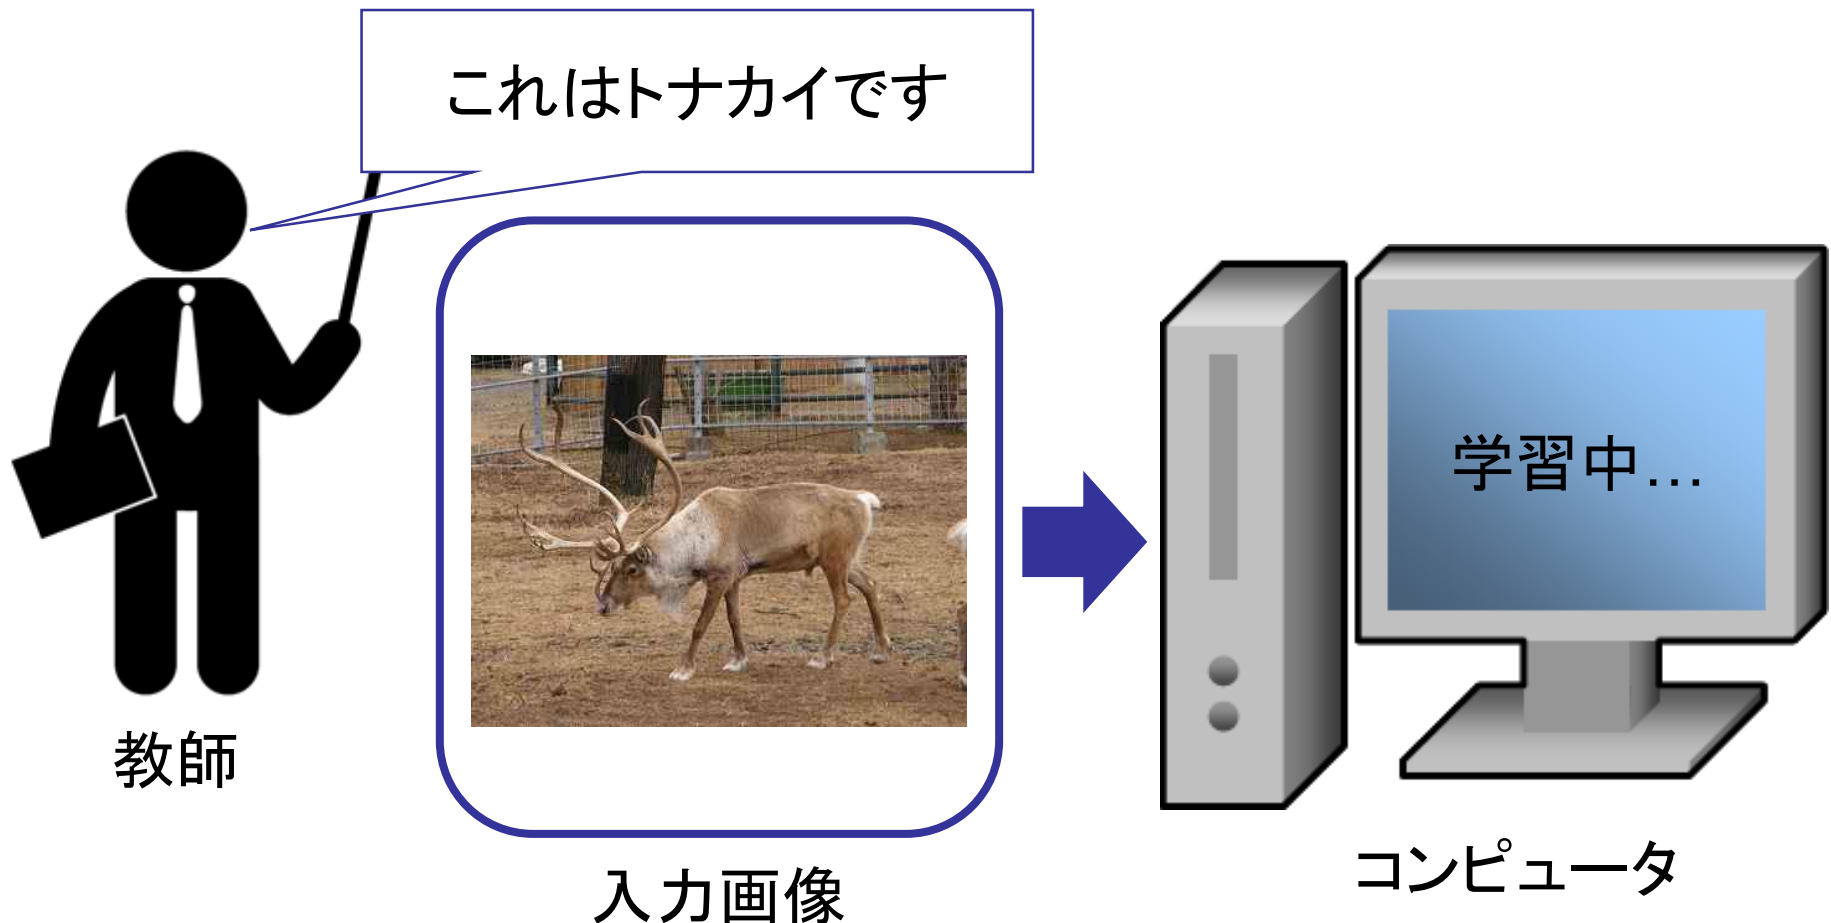 これはトナカイです
学習中…
教師
入力画像
コンピュータ